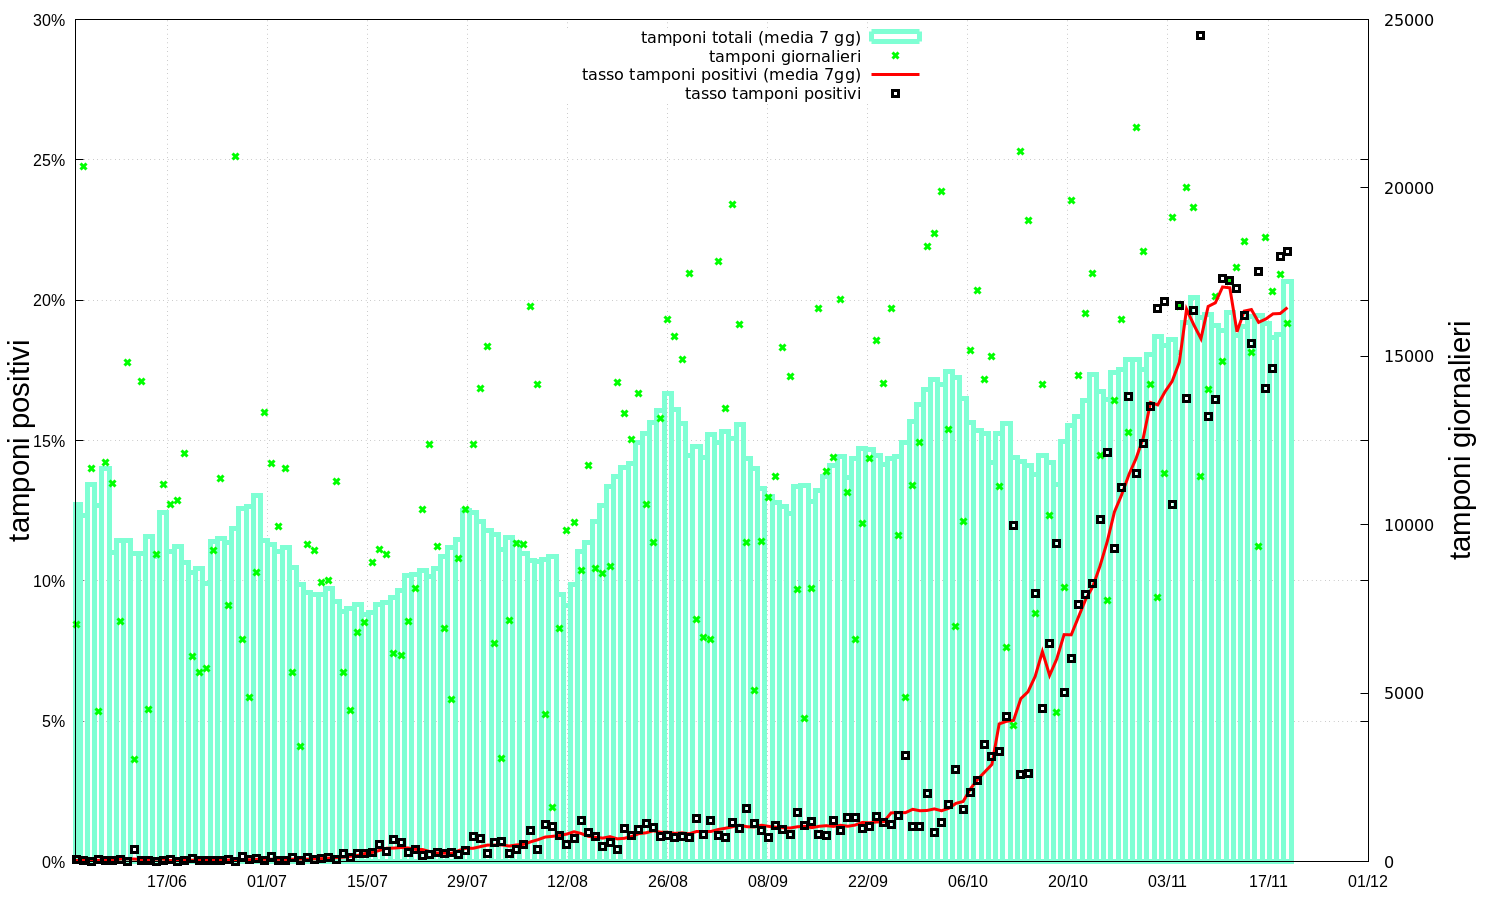 tamponi totali (media 7 gg)
tamponi giornalieri
tasso tamponi positivi (media 7gg)
tasso tamponi positivi
tamponi positivi
30%
25%
20%
15%
10%
5%
0%
17/06 01/07 15/07 29/07 12/08 26/08 08/09 22/09 06/10 20/10 03/11 17/11 01/12
25000
20000
15000
10000
5000
0
tamponi giornalieri